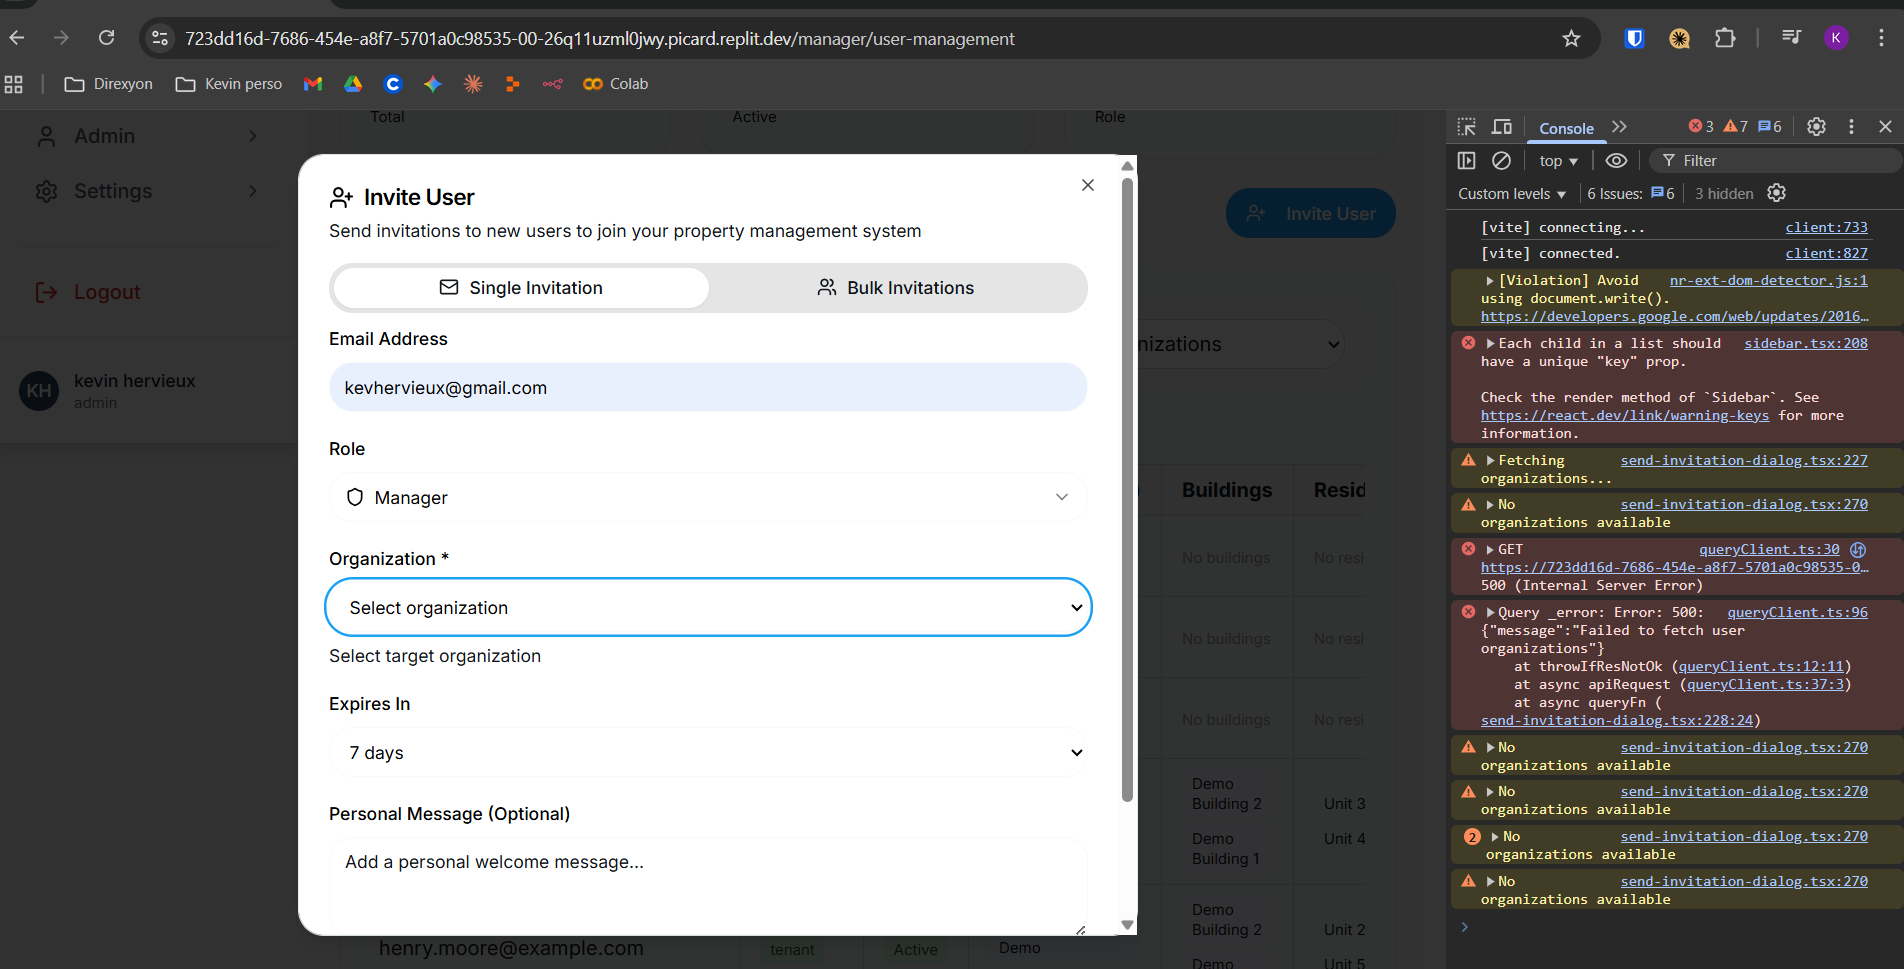 723dd16d-7686-454e-a8f7-5701a0c98535-00-26q11uzml0jwy.picard.replit.dev/manager/user-management
K
Direxyon
Kevin perso
Colab
Total
Active
Role
Admin
Settings
Logout
KH
kevin hervieux
admin
Invite User
nizations
Buildings
Resid
No buildings
No resi
No buildings
No resi
No buildings
No resi
Demo
Building 2
Unit 3
Demo
Building 1
Unit 4
Demo
Building 2
Unit 2
Demo
Unit 5
henry.moore@example.com
tenant
Active
Demo
Invite User
Send invitations to new users to join your property management system
Single Invitation
Bulk Invitations
Email Address
kevhervieux@gmail.com
Role
Manager
Organization *
Select organization
Select target organization
Expires In
7 days
Personal Message (Optional)
Add a personal welcome message...
Console
3
7
6
top
Filter
Custom levels
6 Issues:
6
3 hidden
[vite] connecting... client:733
[vite] connected. client:827
[Violation] Avoid nr-ext-dom-detector.js:1
using document.write().
https://developers.google.com/web/updates/2016…
Each child in a list should sidebar.tsx:208
have a unique "key" prop.
Check the render method of `Sidebar`. See
https://react.dev/link/warning-keys for more
information.
Fetching send-invitation-dialog.tsx:227
organizations...
No send-invitation-dialog.tsx:270
organizations available
GET queryClient.ts:30
https://723dd16d-7686-454e-a8f7-5701a0c98535-0…
500 (Internal Server Error)
Query _error: Error: 500: queryClient.ts:96
{"message":"Failed to fetch user
organizations"}
at throwIfResNotOk (queryClient.ts:12:11)
at async apiRequest (queryClient.ts:37:3)
at async queryFn (
send-invitation-dialog.tsx:228:24)
No send-invitation-dialog.tsx:270
organizations available
No send-invitation-dialog.tsx:270
organizations available
2 No send-invitation-dialog.tsx:270
organizations available
No send-invitation-dialog.tsx:270
organizations available